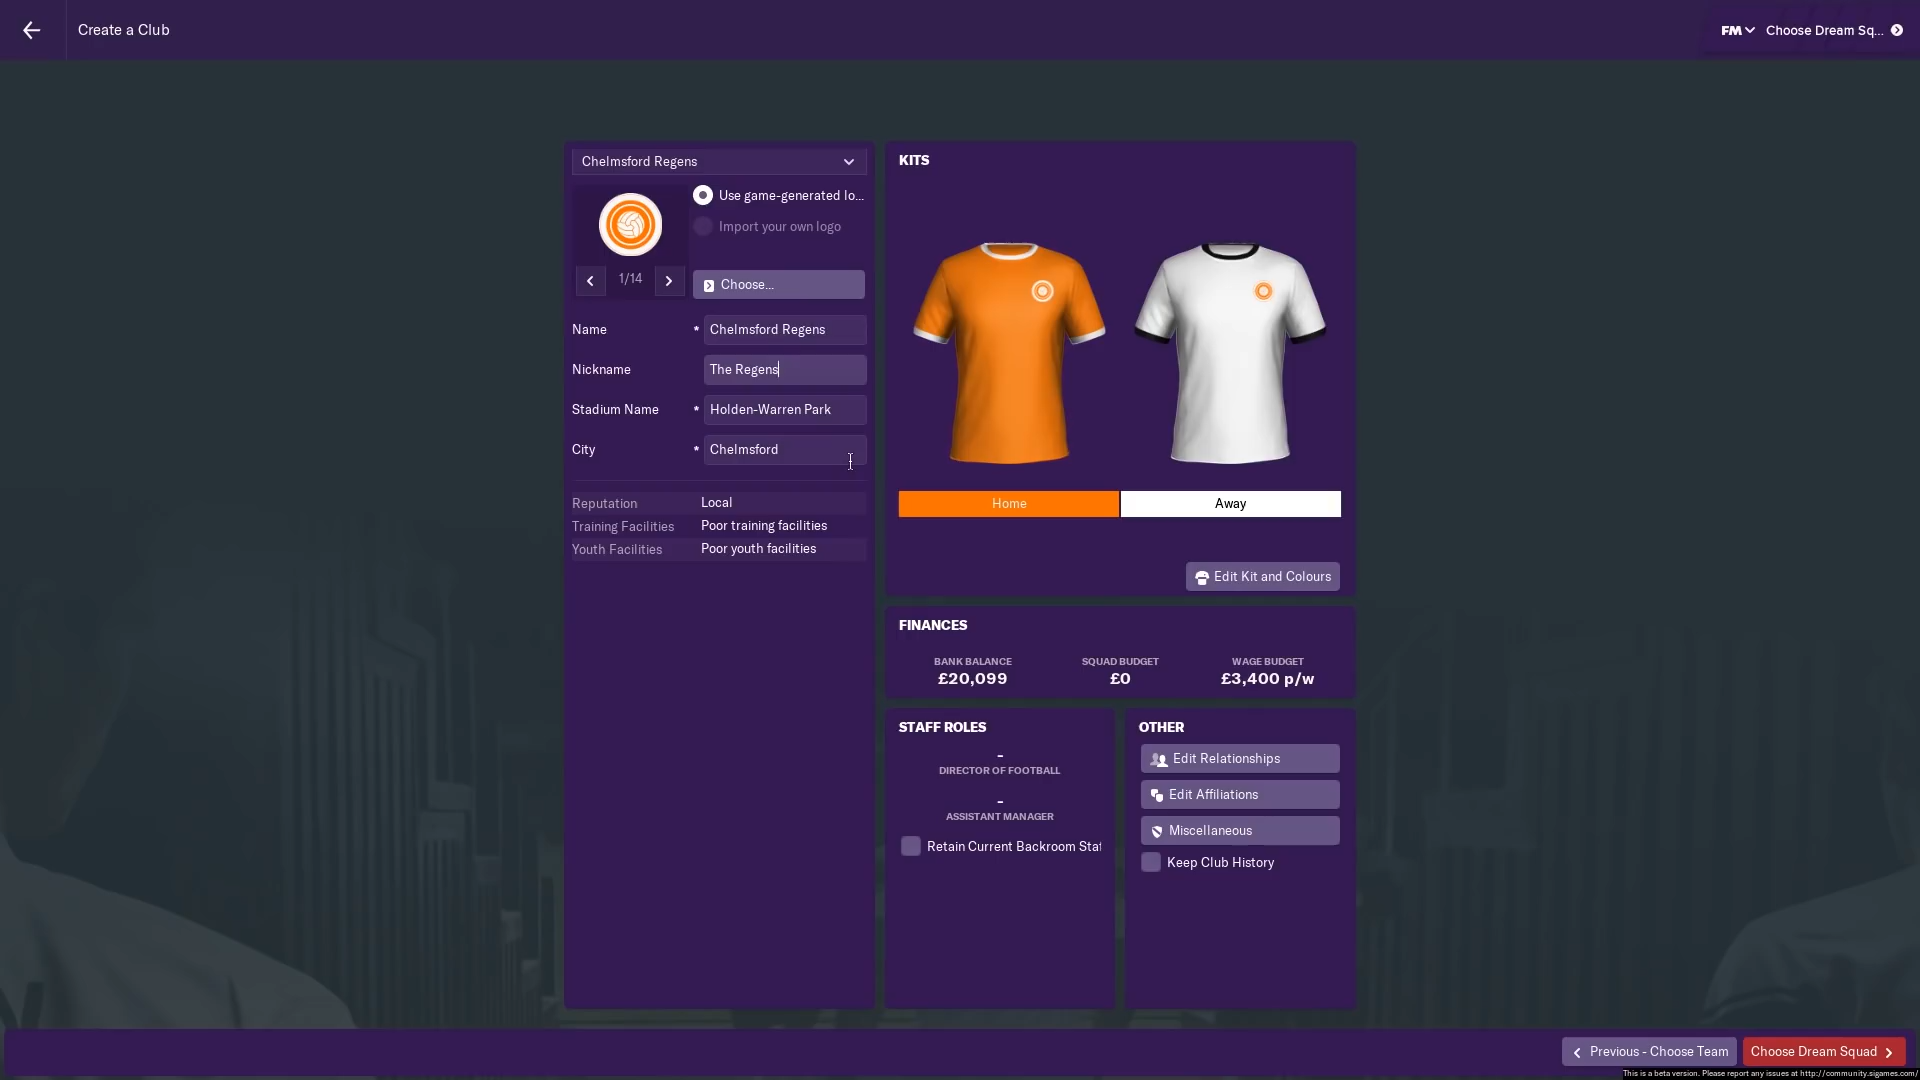 Create a Club
FM
Choose Dream Sq...
Chelmsford Regens
Use game-generated lo...
Import your own logo
1/14
Choose...
Name * Chelmsford Regens
Nickname The Regens
Stadium Name * Holden-Warren Park
City * Chelmsford
Reputation Local
Training Facilities Poor training facilities
Youth Facilities Poor youth facilities
KITS
Home Away
Edit Kit and Colours
FINANCES
BANK BALANCE SQUAD BUDGET WAGE BUDGET
£20,099 £0 £3,400 p/w
STAFF ROLES
-
DIRECTOR OF FOOTBALL
-
ASSISTANT MANAGER
Retain Current Backroom Staf
OTHER
Edit Relationships
Edit Affiliations
Miscellaneous
Keep Club History
Previous - Choose Team
Choose Dream Squad
This is a beta version. Please report any issues at http://community.sigames.com/